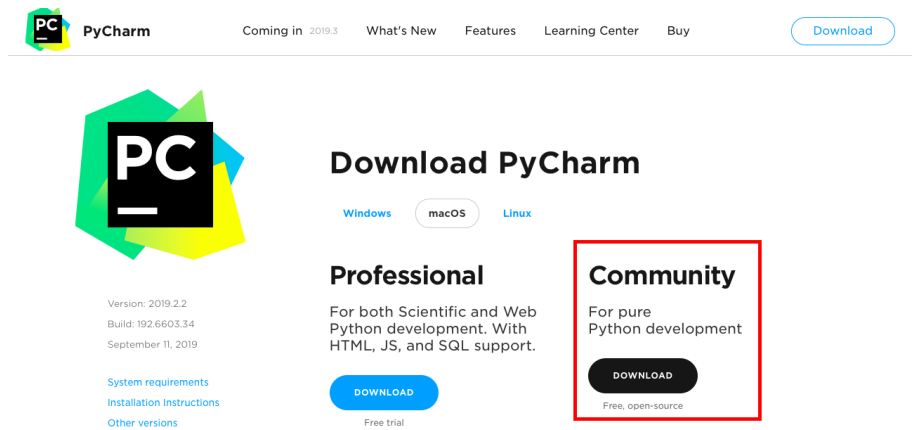 PC PyCharm Coming in 2019.3 What's New Features Learning Center Buy Download
PC
Download PyCharm
Windows macOS Linux
Professional
For both Scientific and Web
Python development. With
HTML, JS, and SQL support.
DOWNLOAD
Free trial
Community
For pure
Python development
DOWNLOAD
Free, open-source
Version: 2019.2.2
Build: 192.6603.34
September 11, 2019
System requirements
Installation Instructions
Other versions